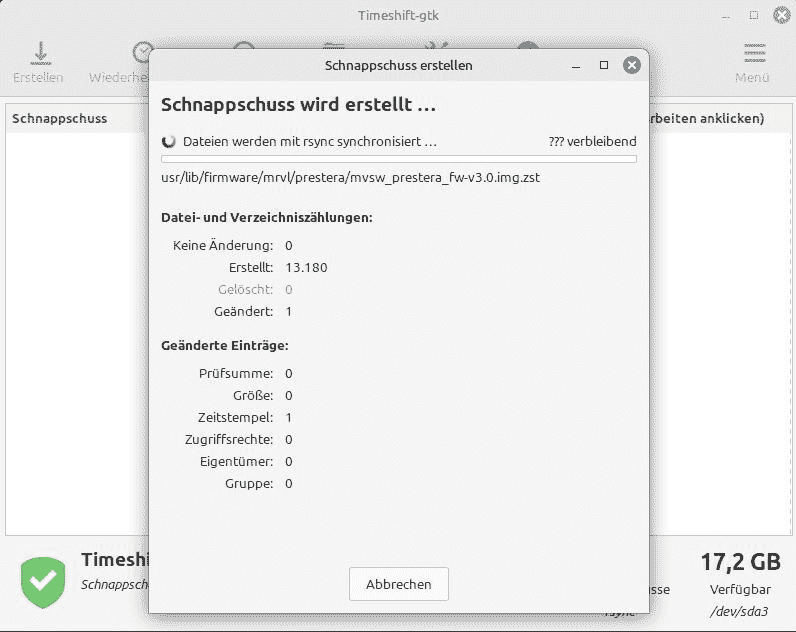 Timeshift-gtk
Erstellen
Menü
Schnappschuss erstellen
Schnappschuss wird erstellt …
Schnappschuss
anklicken)
Dateien werden mit rsync synchronisiert …
??? verbleibend
usr/lib/firmware/mrvl/prestera/mvsw_prestera_fw-v3.0.img.zst
Datei- und Verzeichniszählungen:
Keine Änderung: 0
Erstellt: 13.180
Gelöscht: 0
Geändert: 1
Geänderte Einträge:
Prüfsumme: 0
Größe: 0
Zeitstempel: 1
Zugriffsrechte: 0
Eigentümer: 0
Gruppe: 0
17,2 GB
Verfügbar
/dev/sda3
Abbrechen